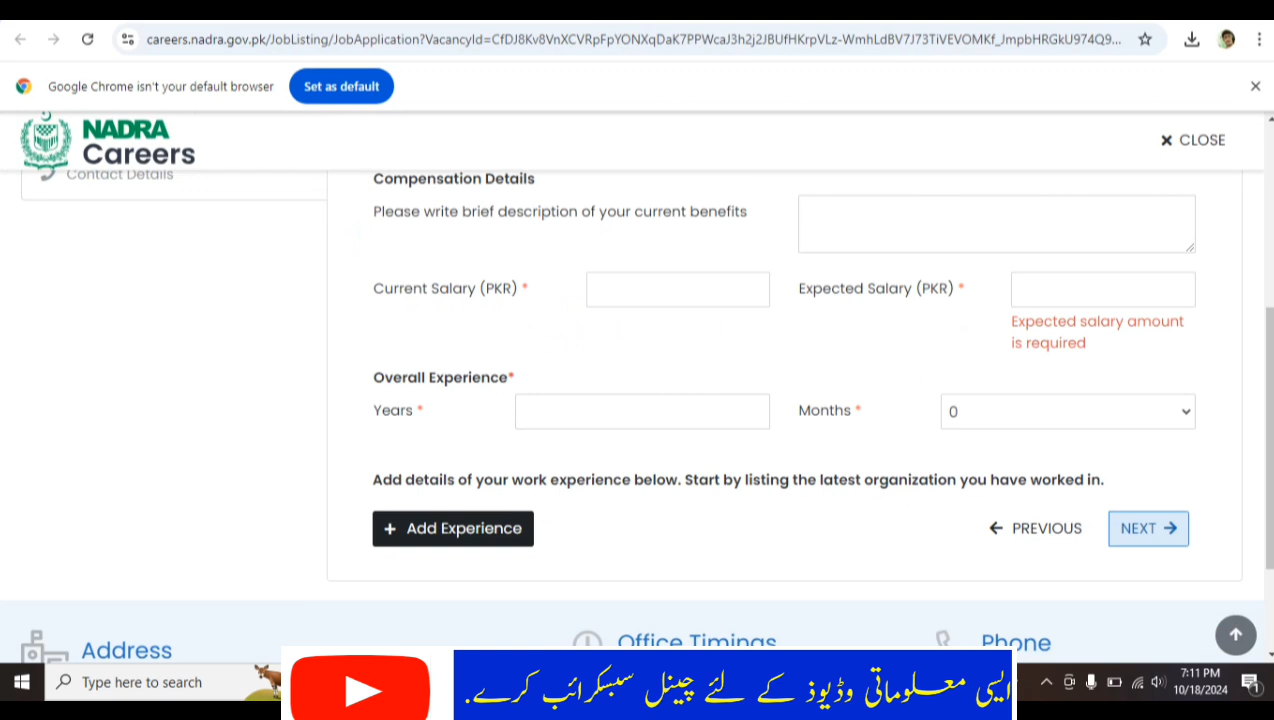 careers.nadra.gov.pk/JobListing/JobApplication?VacancyId=CfDJ8Kv8VnXCVRpFpYONXqDaK7PPWcaJ3h2j2JBUfHKrpVLz-WmhLdBV7J73TiVEVOMKf_JmpbHRGkU974Q9...
Google Chrome isn't your default browser Set as default
NADRA
Careers
CLOSE
Contact Details
Compensation Details
Please write brief description of your current benefits
Current Salary (PKR) * Expected Salary (PKR) *
Expected salary amount
is required
Overall Experience*
Years * Months * 0
Add details of your work experience below. Start by listing the latest organization you have worked in.
+ Add Experience PREVIOUS NEXT
Address Office Timings Phone
Type here to search
ایسی معلوماتی وڈیوذ کے لئے چینل سبسکرائب کرے.
7:11 PM
10/18/2024
1